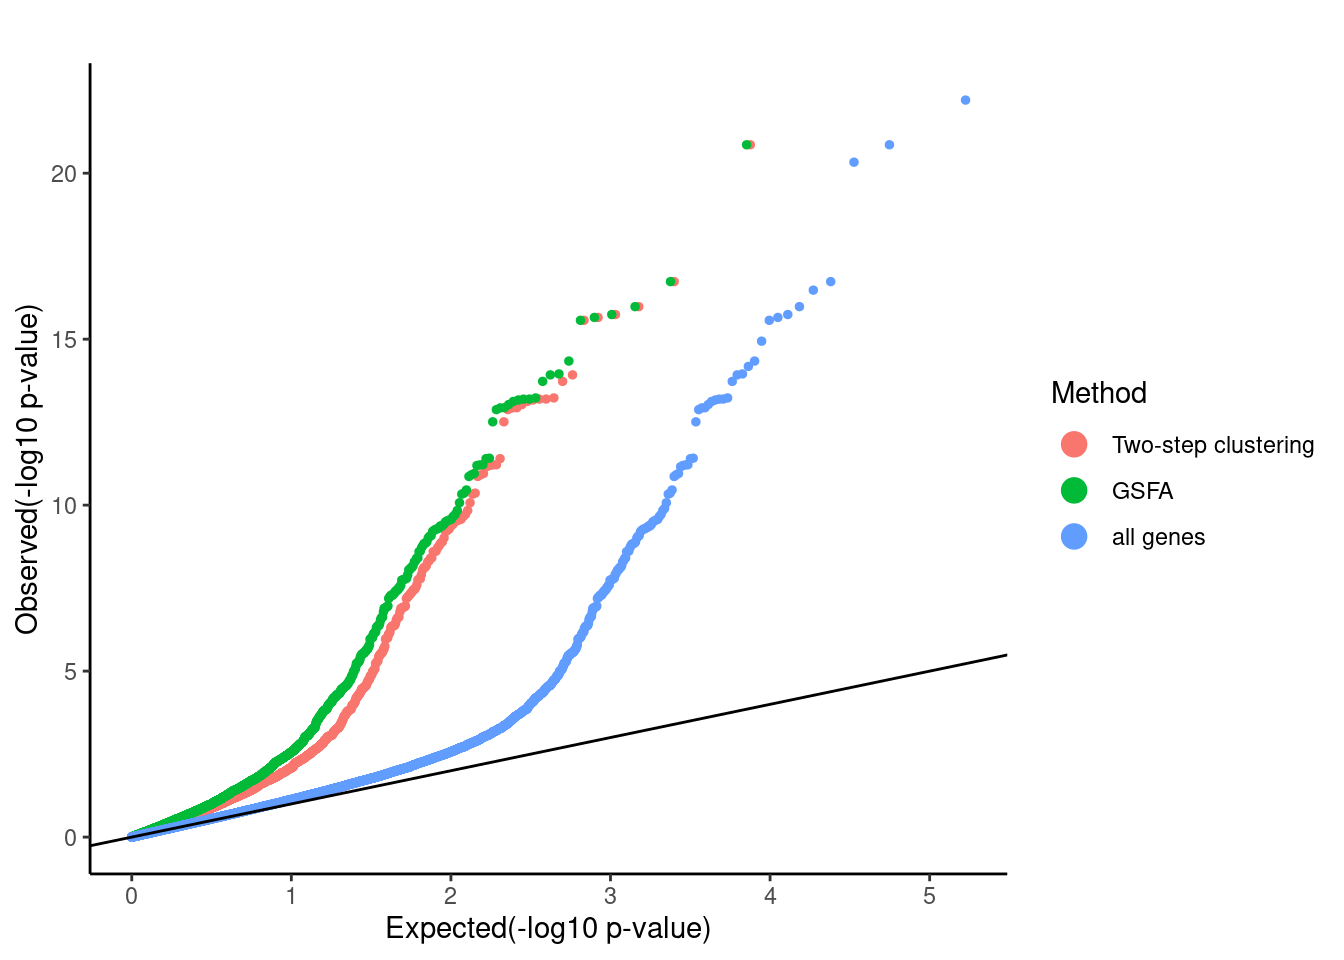 Observed(-log10 p-value)
20
15
10
5
0
0 1 2 3 4 5
Expected(-log10 p-value)
Method
Two-step clustering
GSFA
all genes